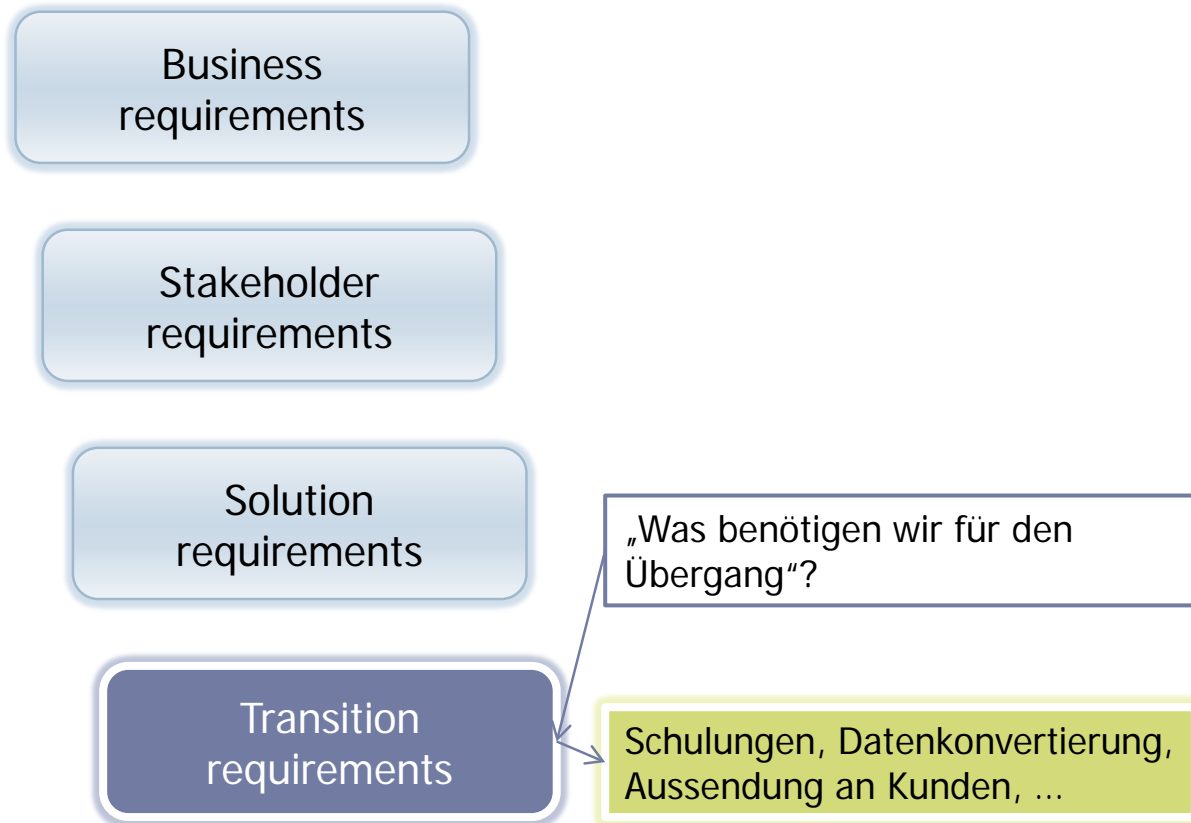 Business
requirements
Stakeholder
requirements
Solution
requirements
„Was benötigen wir für den
Übergang“?
Transition
requirements
Schulungen, Datenkonvertierung,
Aussendung an Kunden, ...